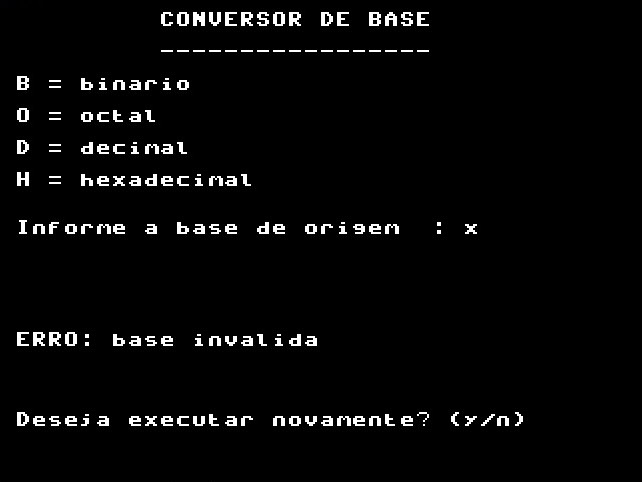 CONVERSOR DE BASE
-----------------
B = binario
O = octal
D = decimal
H = hexadecimal
Informe a base de origem  : x
ERRO: base invalida
Deseja executar novamente? (y/n)